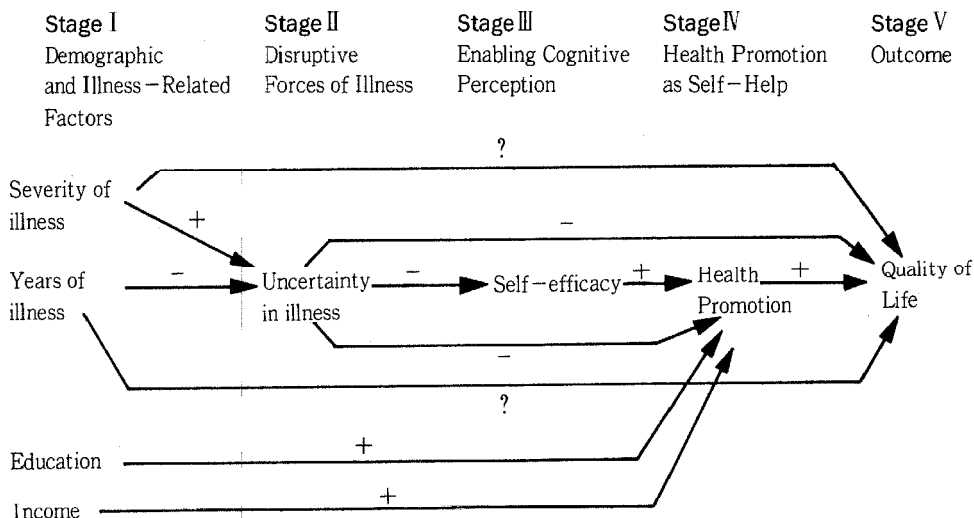 Stage Ⅰ
Demographic
and Illness-Related
Factors
Stage Ⅱ
Disruptive
Forces of Illness
Stage Ⅲ
Enabling Cognitive
Perception
Stage Ⅳ
Health Promotion
as Self-Help
Stage Ⅴ
Outcome
?
Severity of
illness
+
−
Years of
illness
−
Uncertainty
in illness
−
Self-efficacy
+
Health
Promotion
+
Quality of
Life
−
?
Education
+
Income
+